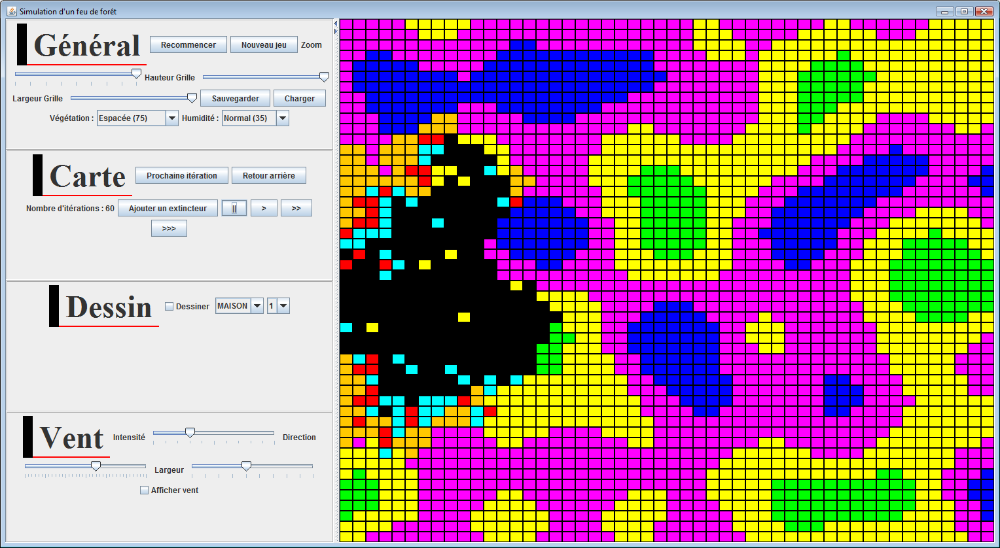 Simulation d'un feu de forêt
Général Recommencer Nouveau jeu Zoom
Hauteur Grille
Largeur Grille Sauvegarder Charger
Végétation : Espacée (75) Humidité : Normal (35)
Carte Prochaine itération Retour arrière
Nombre d'itérations : 60 Ajouter un extincteur || > >>
>>>
Dessin Dessiner MAISON 1
Vent Intensité Direction
Largeur
Afficher vent